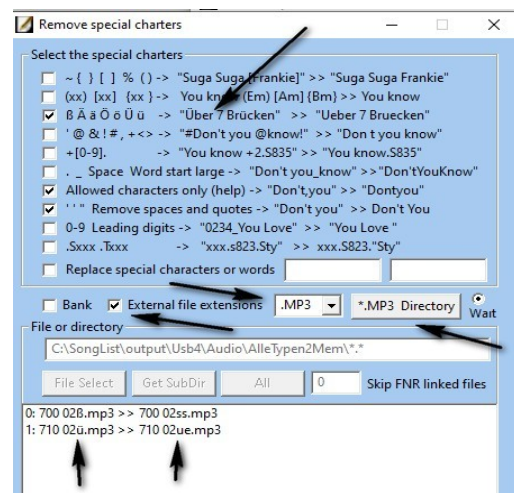 Remove special charters
Select the special charters
~ { } [ ] % ( ) -> "Suga Suga [Frankie]" >> "Suga Suga Frankie"
(xx) [xx] {xx } -> You know (Em) [Am] {Bm} >> You know
ß Ä ä Ö ö Ü ü -> "Über 7 Brücken" >> "Ueber 7 Bruecken"
' @ & ! # , + <> -> "#Don't you @know!" >> "Don t you know"
+[0-9]. -> "You know +2.S835" >> "You know.S835"
. _ Space Word start large -> "Don't you_know" >>"Don'tYouKnow"
Allowed characters only (help) -> "Don't,you" >> "Dontyou"
' ' " Remove spaces and quotes -> "Don't you" >> Don't You
0-9 Leading digits -> "0234_You Love" >> "You Love "
.Sxxx .Txxx -> "xxx.s823.Sty" >> xxx.S823."Sty"
Replace special characters or words
Bank External file extensions .MP3 *.MP3 Directory Wait
File or directory
C:\SongList\output\Usb4\Audio\AlleTypen2Mem\*.*
File Select Get SubDir All 0 Skip FNR linked files
0: 700 02ß.mp3 >> 700 02ss.mp3
1: 710 02ü.mp3 >> 710 02ue.mp3